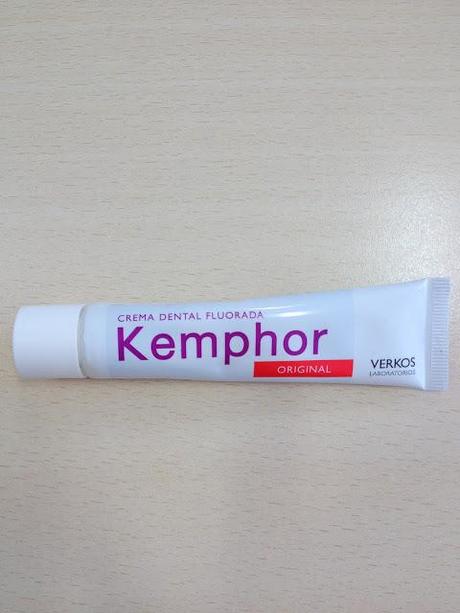 CREMA DENTAL FLUORADA
Kemphor
ORIGINAL
VERKOS
LABORATORIOS